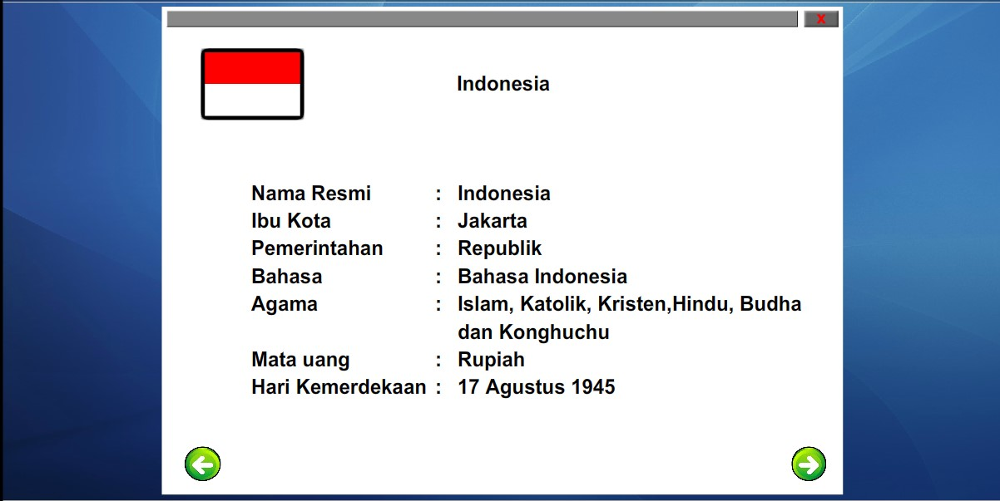 X
Indonesia
Nama Resmi : Indonesia
Ibu Kota : Jakarta
Pemerintahan : Republik
Bahasa : Bahasa Indonesia
Agama : Islam, Katolik, Kristen,Hindu, Budha
dan Konghuchu
Mata uang : Rupiah
Hari Kemerdekaan : 17 Agustus 1945